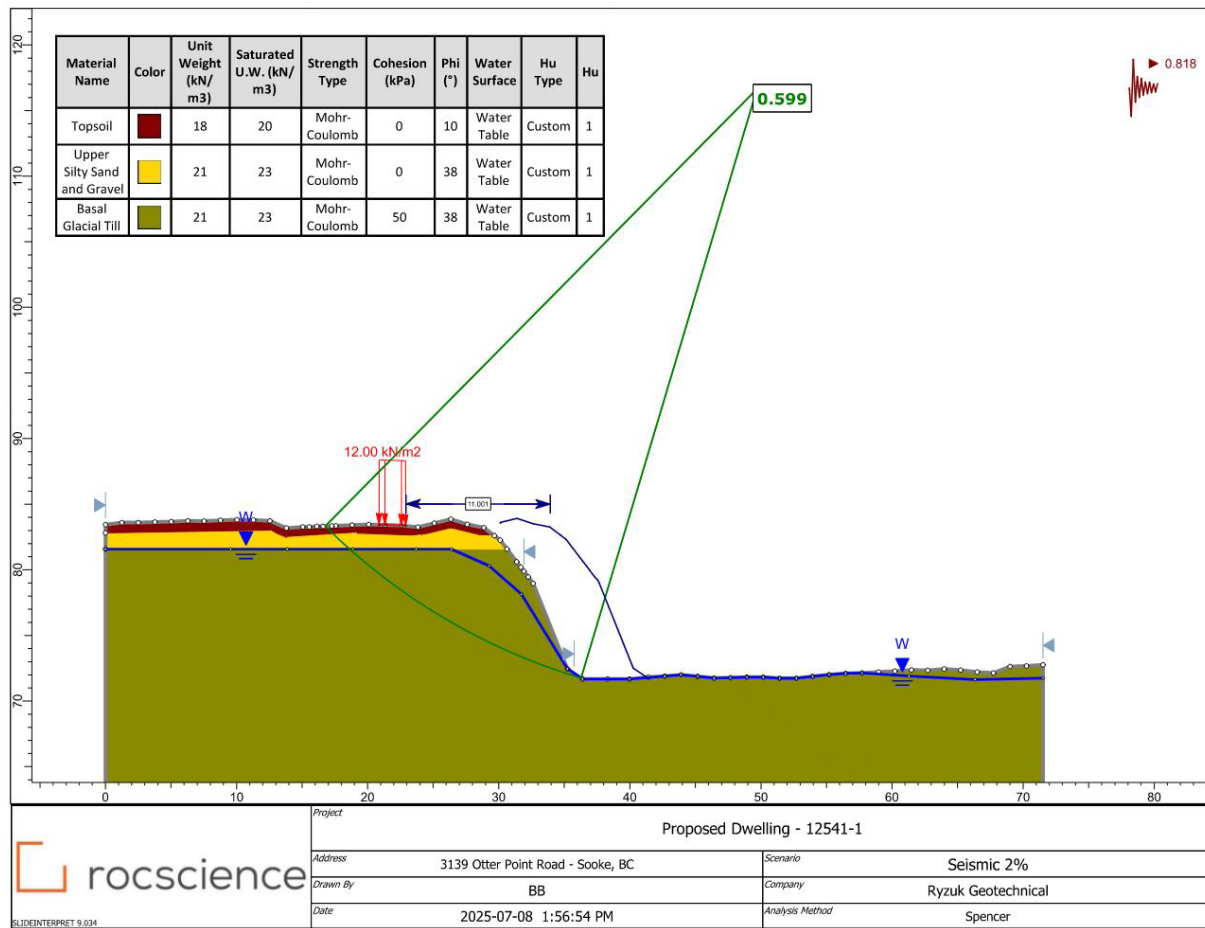 Material Name Color Unit Weight (kN/ m3) Saturated U.W. (kN/ m3) Strength Type Cohesion (kPa) Phi (°) Water Surface Hu Type Hu
Topsoil 18 20 Mohr-Coulomb 0 10 Water Table Custom 1
Upper Silty Sand and Gravel 21 23 Mohr-Coulomb 0 38 Water Table Custom 1
Basal Glacial Till 21 23 Mohr-Coulomb 50 38 Water Table Custom 1
0.599
0.818
120
110
100
90
80
70
12.00 kN/m2
11.001
W
W
0 10 20 30 40 50 60 70 80
rocscience
SLIDEINTERPRET 9.034
Project
Proposed Dwelling - 12541-1
Address 3139 Otter Point Road - Sooke, BC Scenario Seismic 2%
Drawn By BB Company Ryzuk Geotechnical
Date 2025-07-08 1:56:54 PM Analysis Method Spencer